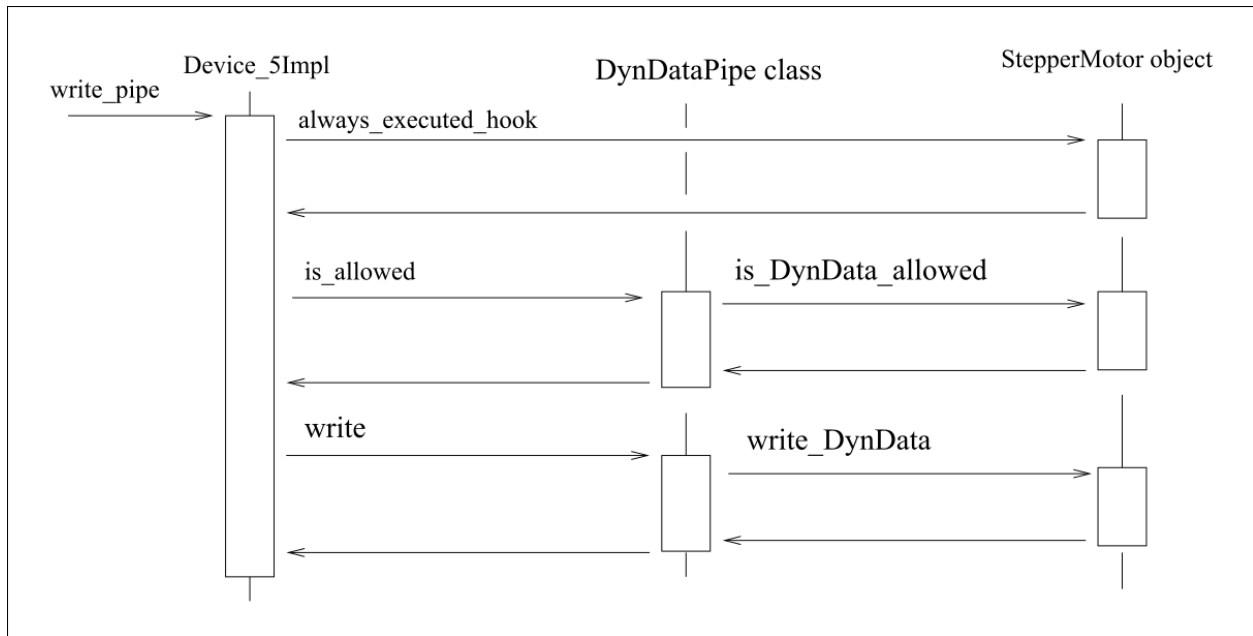 Device_5Impl
DynDataPipe class
StepperMotor object
write_pipe
always_executed_hook
is_allowed
is_DynData_allowed
write
write_DynData